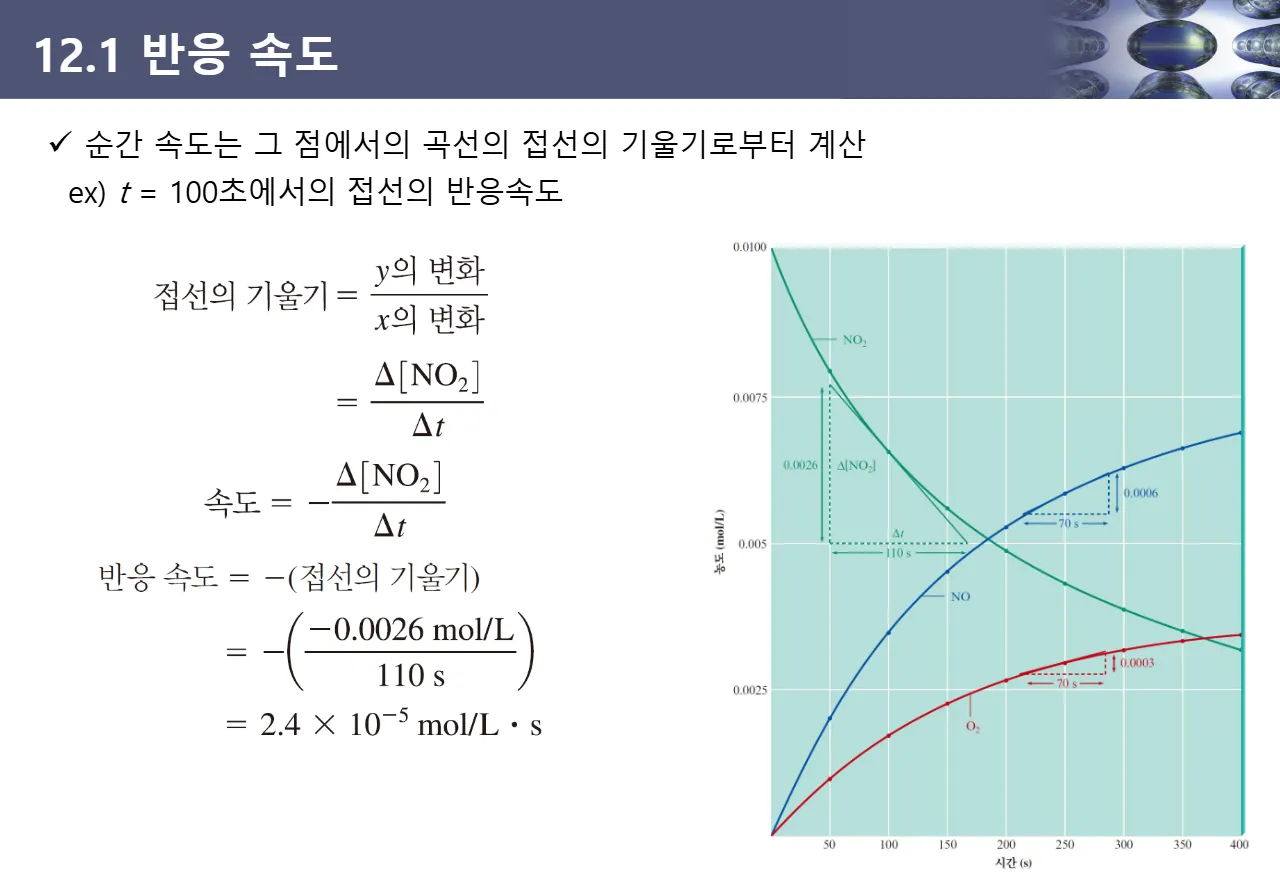 12.1 반응 속도
✓ 순간 속도는 그 점에서의 곡선의 접선의 기울기로부터 계산
ex) t = 100초에서의 접선의 반응속도
접선의 기울기 = y의 변화 / x의 변화
= Δ[NO₂] / Δt
속도 = −Δ[NO₂] / Δt
반응 속도 = −(접선의 기울기)
= −(−0.0026 mol/L / 110 s)
= 2.4 × 10⁻⁵ mol/L · s
0.0100
NO₂
0.0075
0.0026
Δ[NO₂]
0.0006
70 s
Δt
0.005
110 s
농도 (mol/L)
NO
0.0003
70 s
0.0025
O₂
50 100 150 200 250 300 350 400
시간 (s)